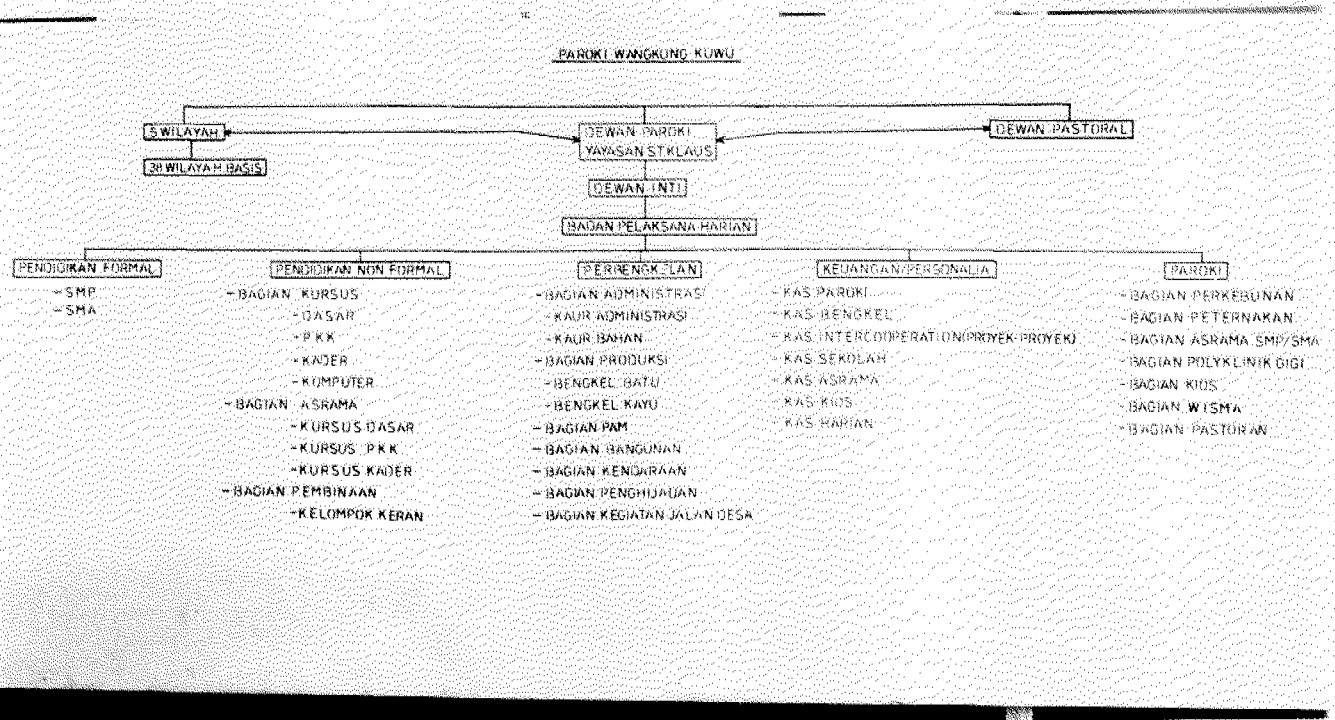 PAROKI WANGKUNG KUWU
5 WILAYAH
DEWAN PAROKI
YAYASAN ST KLAUS
DEWAN PASTORAL
38 WILAYAH BASIS
DEWAN INTI
BADAN PELAKSANA HARIAN
PENDIDIKAN FORMAL
- SMP
- SMA
PENDIDIKAN NON FORMAL
- BAGIAN KURSUS
- DASAR
- PKK
- KADER
- KOMPUTER
- BAGIAN ASRAMA
- KURSUS DASAR
- KURSUS PKK
- KURSUS KADER
- BAGIAN PEMBINAAN
- KELOMPOK KERAN
PERBENGKELAN
- BAGIAN ADMINISTRASI
- KAUR ADMINISTRASI
- KAUR BAHAN
- BAGIAN PRODUKSI
- BENGKEL BATU
- BENGKEL KAYU
- BAGIAN PAM
- BAGIAN BANGUNAN
- BAGIAN KENDARAAN
- BAGIAN PENGHIJAUAN
- BAGIAN KEGIATAN JALAN DESA
KEUANGAN/PERSONALIA
- KAS PAROKI
- KAS BENGKEL
- KAS INTERCOOPERATION(PROYEK-PROYEK)
- KAS SEKOLAH
- KAS ASRAMA
- KAS KIOS
- KAS HARIAN
PAROKI
- BAGIAN PERKEBUNAN
- BAGIAN PETERNAKAN
- BAGIAN ASRAMA SMP/SMA
- BAGIAN POLYKLINIK GIGI
- BAGIAN KIOS
- BAGIAN WISMA
- BAGIAN PASTORAN